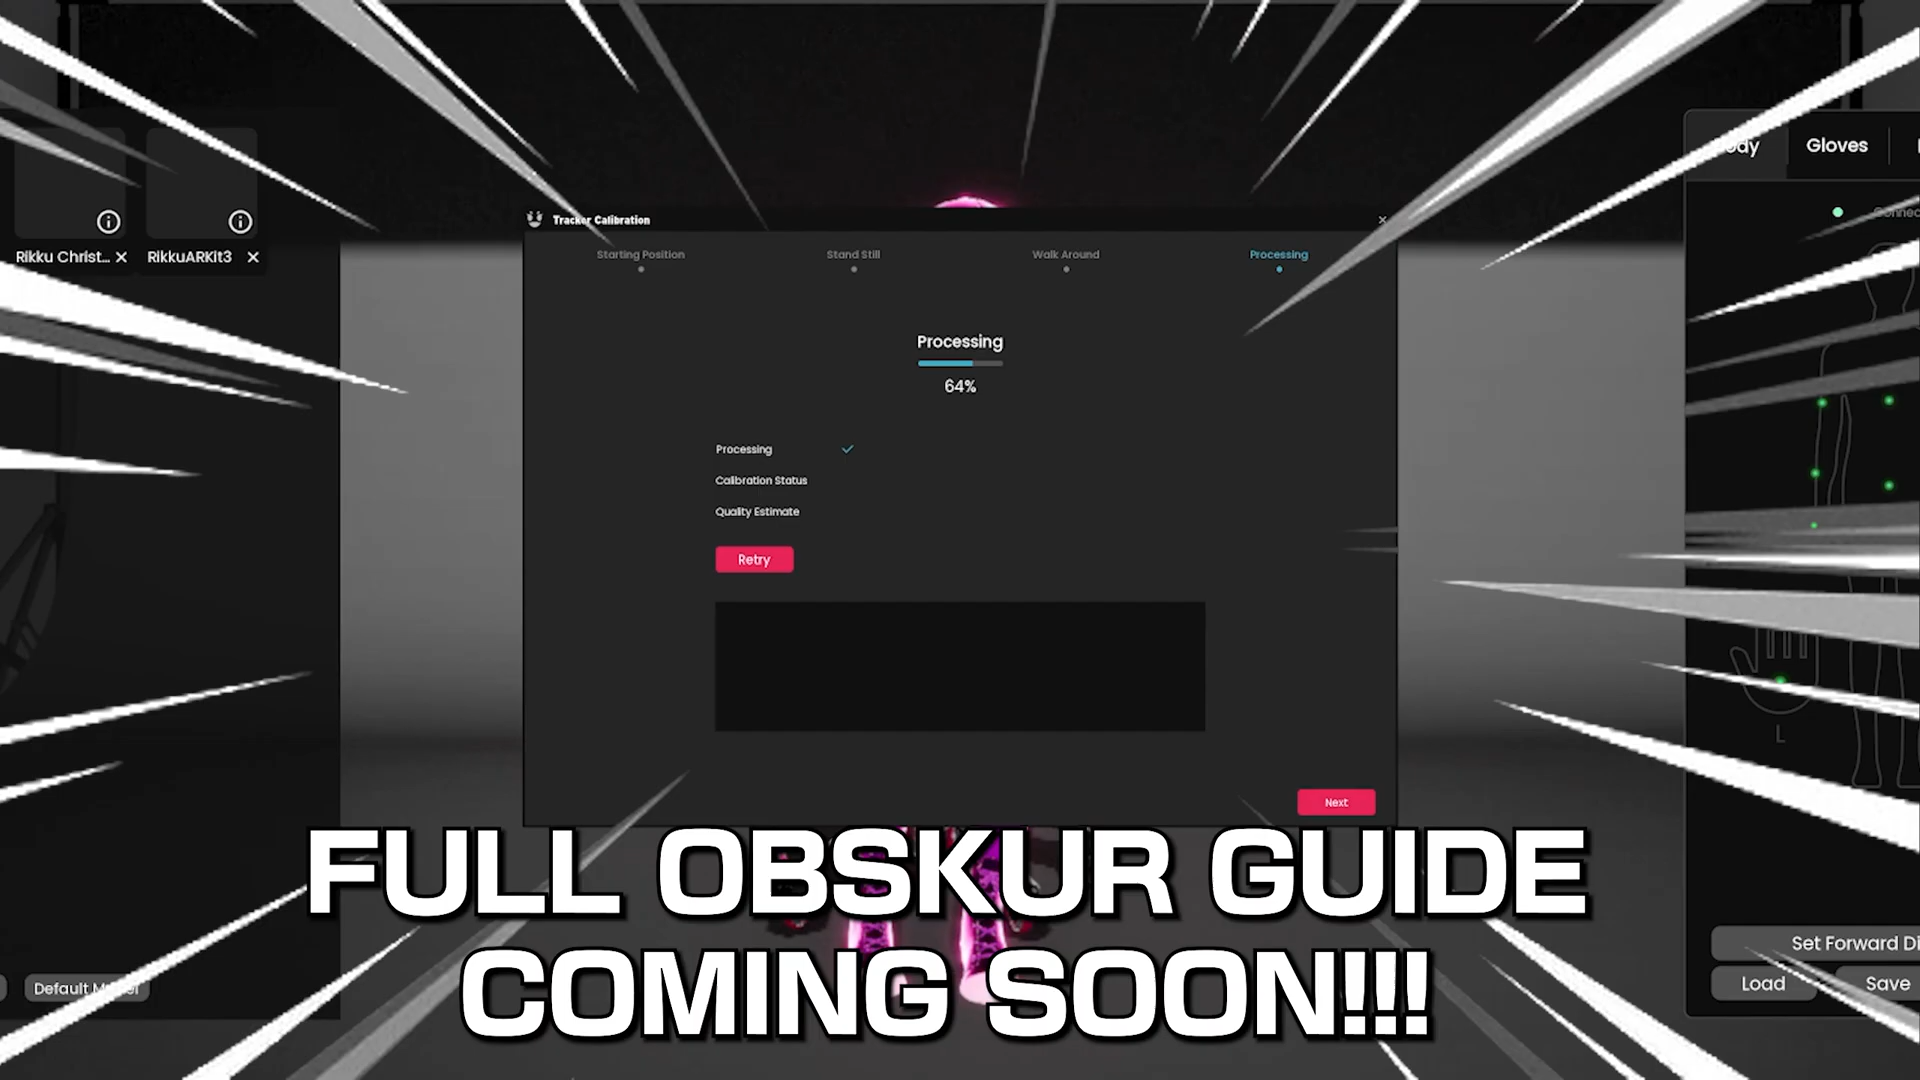 Gloves
Rikku Christ...
RikkuARKit3
Tracker Calibration
Starting Position
Stand Still
Walk Around
Processing
Processing
64%
Processing
Calibration Status
Quality Estimate
Retry
L
Next
FULL OBSKUR GUIDE
COMING SOON!!!
Set Forward Di
Default
Load
Save